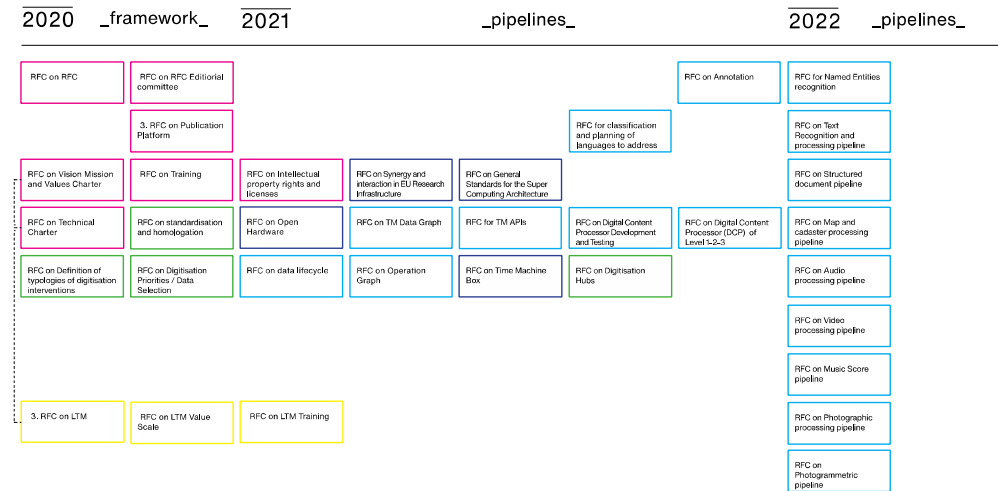 2020 _framework_ 2021 _pipelines_ 2022 _pipelines_
RFC on RFC
RFC on RFC Editiorial
committee
RFC on Annotation
RFC for Named Entities
recognition
3. RFC on Publication
Platform
RFC for classification
and planning of
languages to address
RFC on Text
Recognition and
processing pipeline
RFC on Vision Mission
and Values Charter
RFC on Training
RFC on Intellectual
property rights and
licenses
RFC on Synergy and
interaction in EU Research
Infrastructure
RFC on General
Standards for the Super
Computing Architecture
RFC on Structured
document pipeline
RFC on Technical
Charter
RFC on standardisation
and homologation
RFC on Open
Hardware
RFC on TM Data Graph
RFC for TM APIs
RFC on Digital Content
Processor Development
and Testing
RFC on Digital Content
Processor (DCP) of
Level 1-2-3
RFC on Map and
cadaster processing
pipeline
RFC on Definition of
typologies of digitisation
interventions
RFC on Digitisation
Priorities / Data
Selection
RFC on data lifecycle
RFC on Operation
Graph
RFC on Time Machine
Box
RFC on Digitisation
Hubs
RFC on Audio
processing pipeline
RFC on Video
processing pipeline
RFC on Music Score
pipeline
3. RFC on LTM
RFC on LTM Value
Scale
RFC on LTM Training
RFC on Photographic
processing pipeline
RFC on
Photogrammetric
pipeline